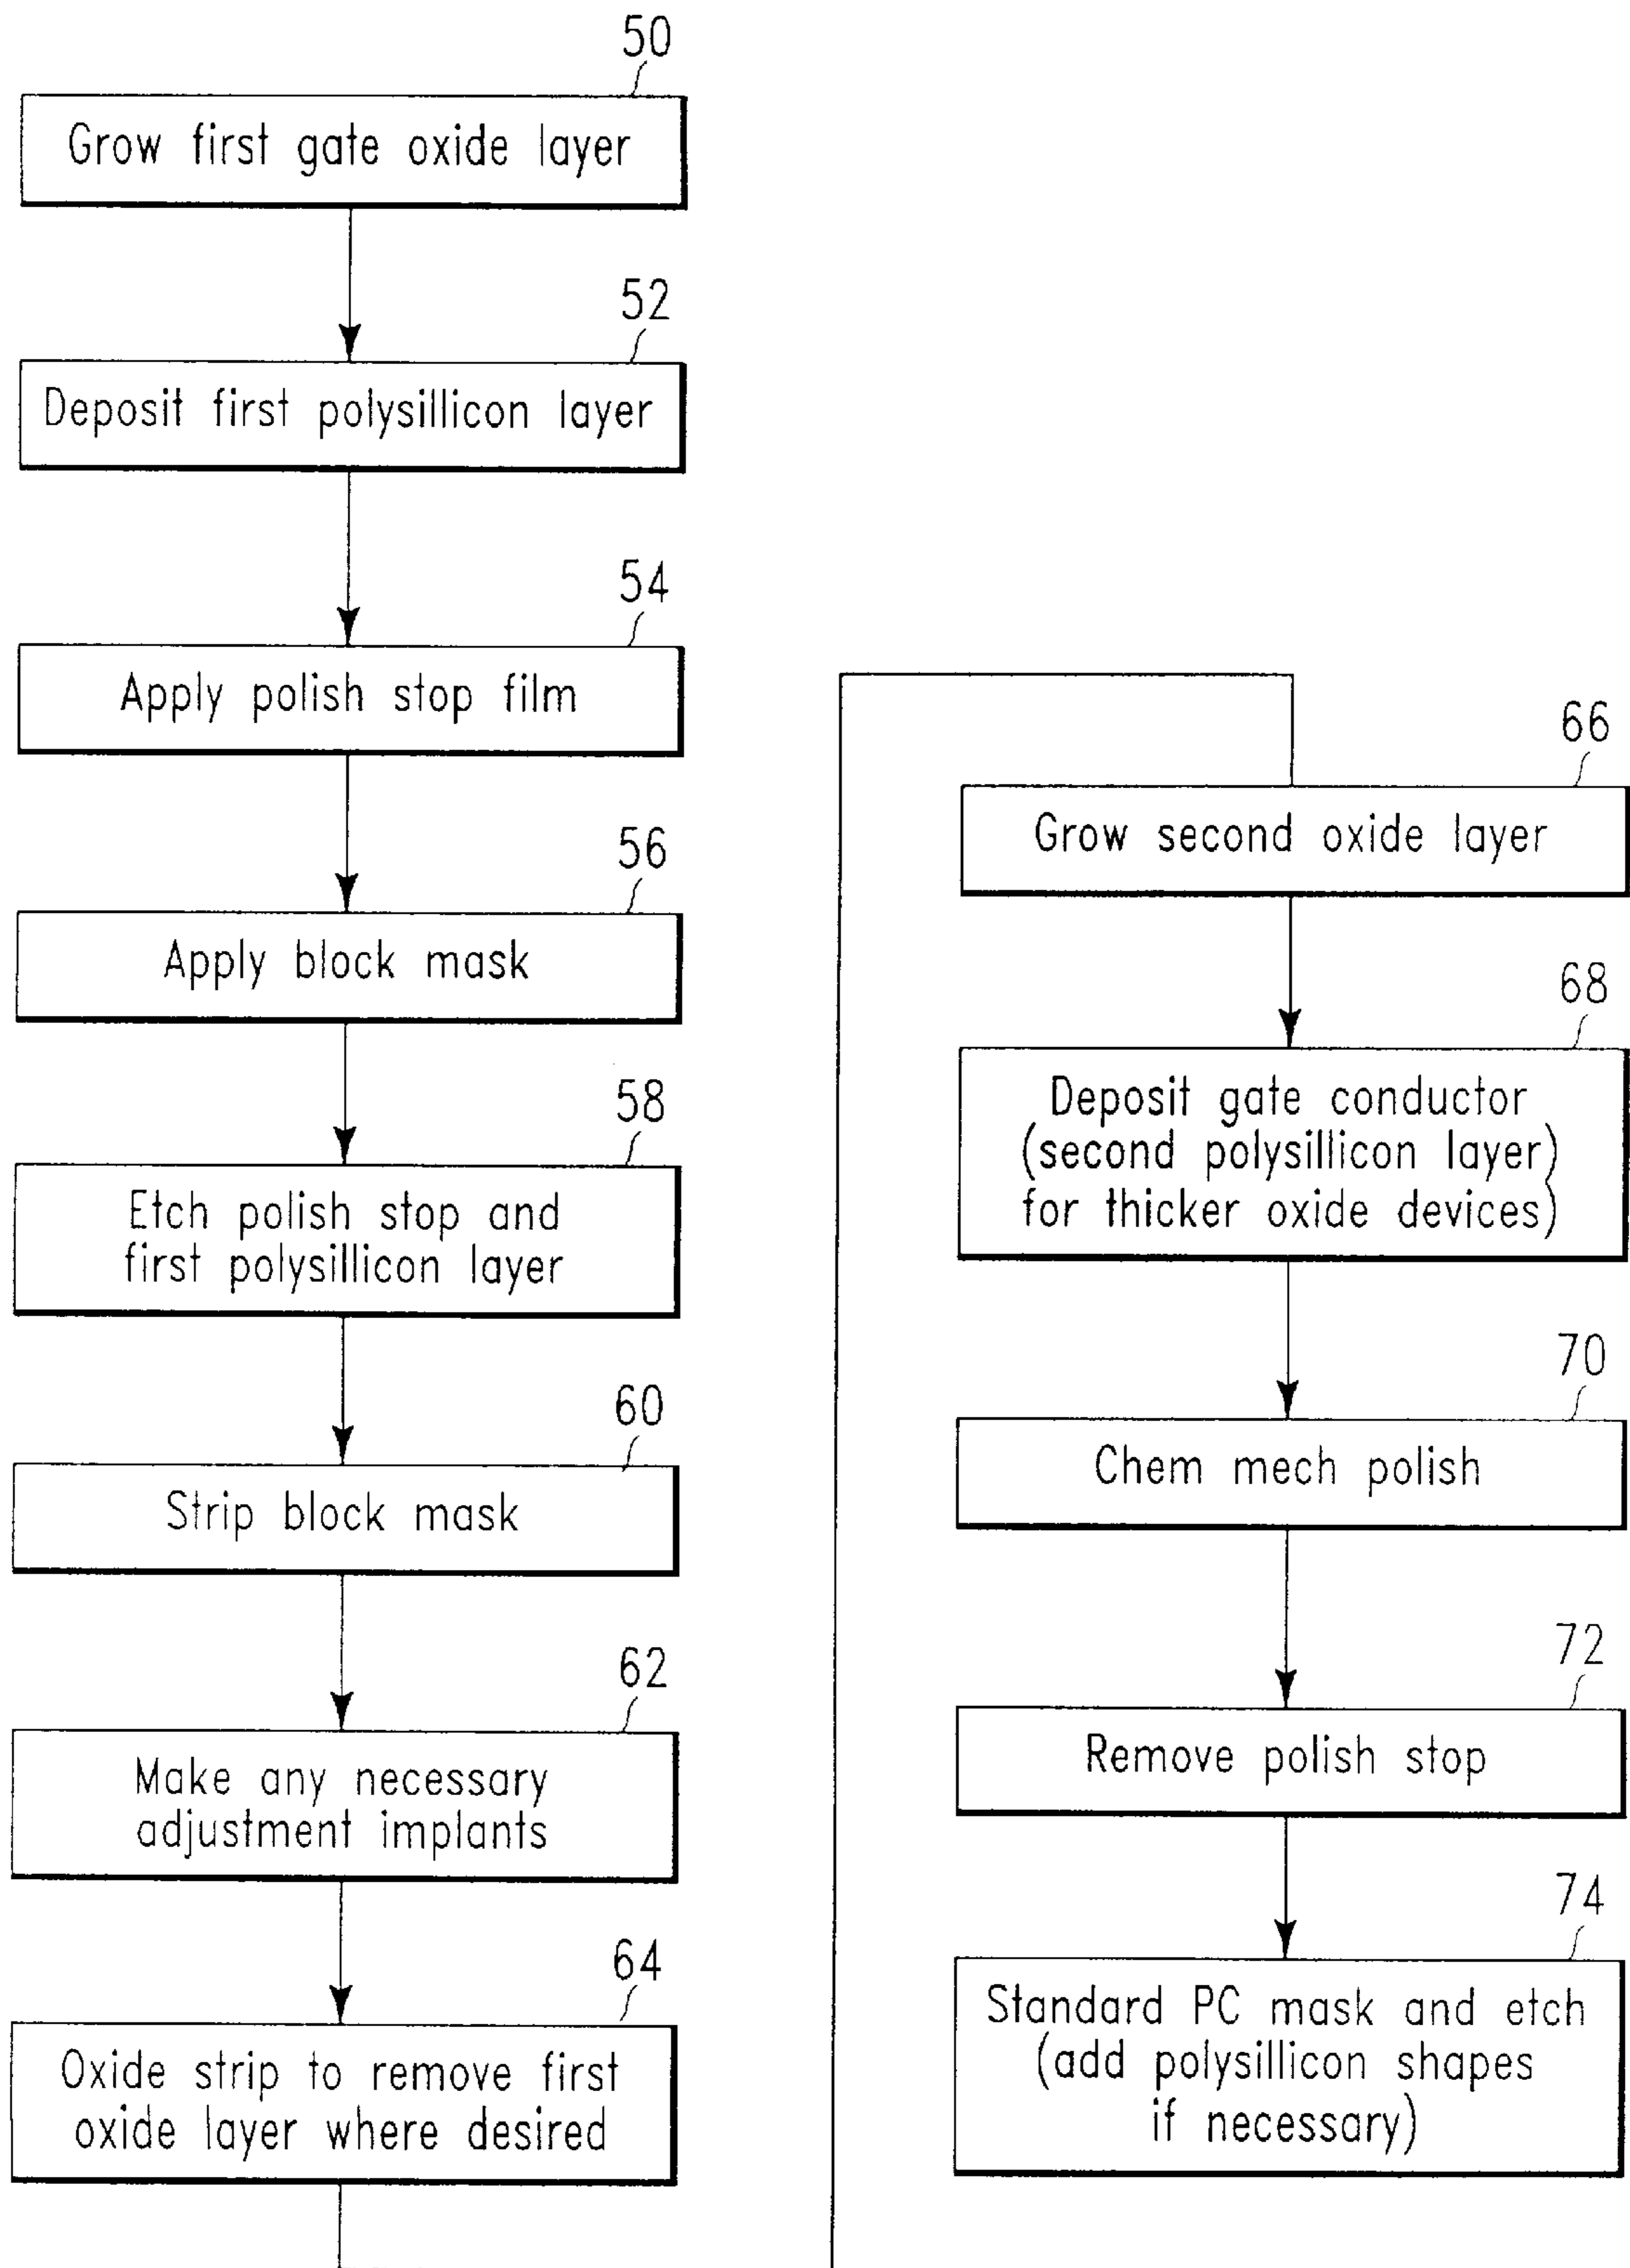 50
Grow first gate oxide layer
52
Deposit first polysillicon layer
54
Apply polish stop film
56
Apply block mask
58
Etch polish stop and
first polysillicon layer
60
Strip block mask
62
Make any necessary
adjustment implants
64
Oxide strip to remove first
oxide layer where desired
66
Grow second oxide layer
68
Deposit gate conductor
(second polysillicon layer)
for thicker oxide devices)
70
Chem mech polish
72
Remove polish stop
74
Standard PC mask and etch
(add polysillicon shapes
if necessary)